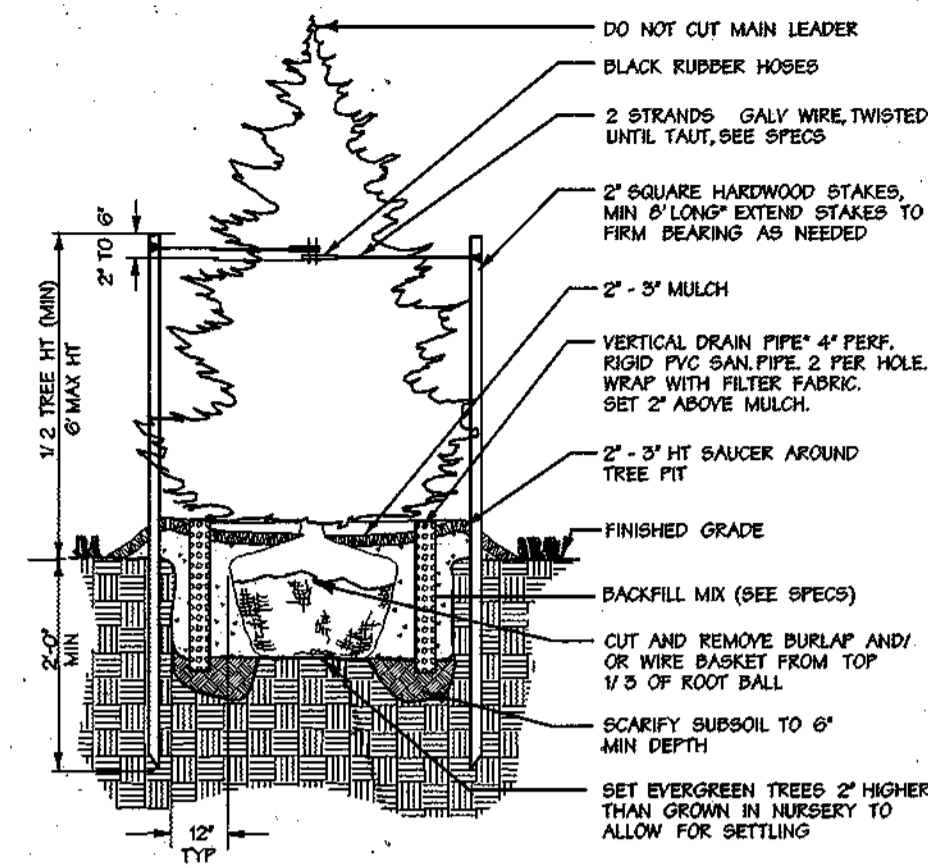 DO NOT CUT MAIN LEADER
BLACK RUBBER HOSES
2 STRANDS GALV WIRE, TWISTED
UNTIL TAUT, SEE SPECS
2" SQUARE HARDWOOD STAKES,
MIN 8' LONG* EXTEND STAKES TO
FIRM BEARING AS NEEDED
2" - 3" MULCH
VERTICAL DRAIN PIPE* 4" PERF.
RIGID PVC SAN. PIPE. 2 PER HOLE.
WRAP WITH FILTER FABRIC.
SET 2" ABOVE MULCH.
2" - 3" HT SAUCER AROUND
TREE PIT
FINISHED GRADE
BACKFILL MIX (SEE SPECS)
CUT AND REMOVE BURLAP AND/
OR WIRE BASKET FROM TOP
1/3 OF ROOT BALL
SCARIFY SUBSOIL TO 6"
MIN DEPTH
SET EVERGREEN TREES 2" HIGHER
THAN GROWN IN NURSERY TO
ALLOW FOR SETTLING
2" TO 6"
1/2 TREE HT (MIN)
6' MAX HT
2'-0"
MIN
12"
TYP